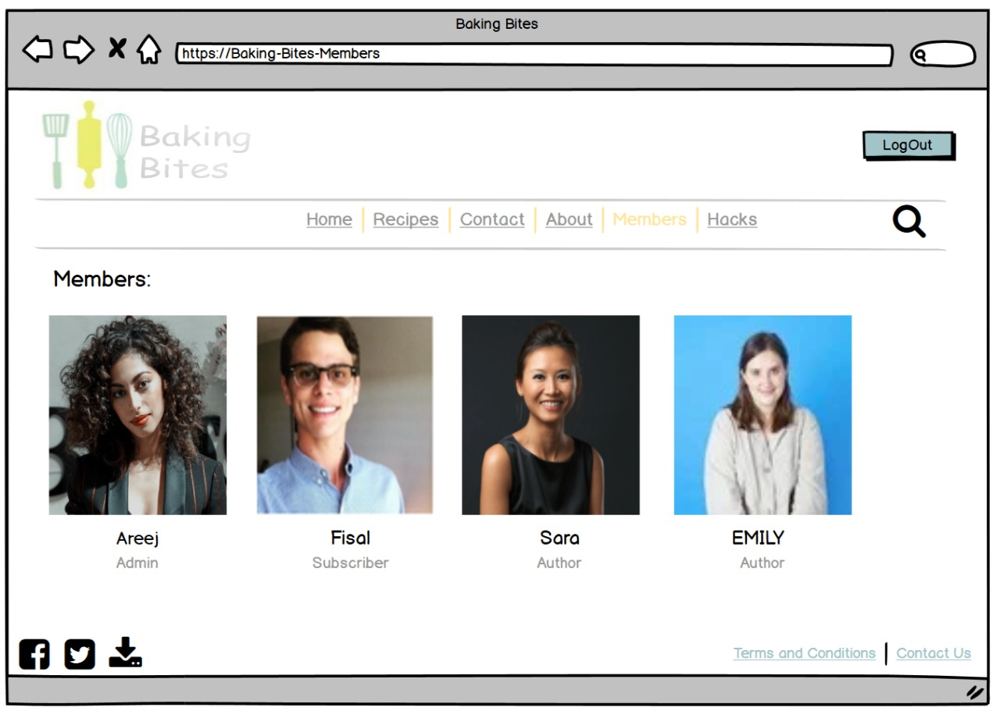 Baking Bites
https://Baking-Bites-Members
Baking
Bites
LogOut
Home Recipes Contact About Members Hacks
Members:
Areej Fisal Sara EMILY
Admin Subscriber Author Author
Terms and Conditions Contact Us